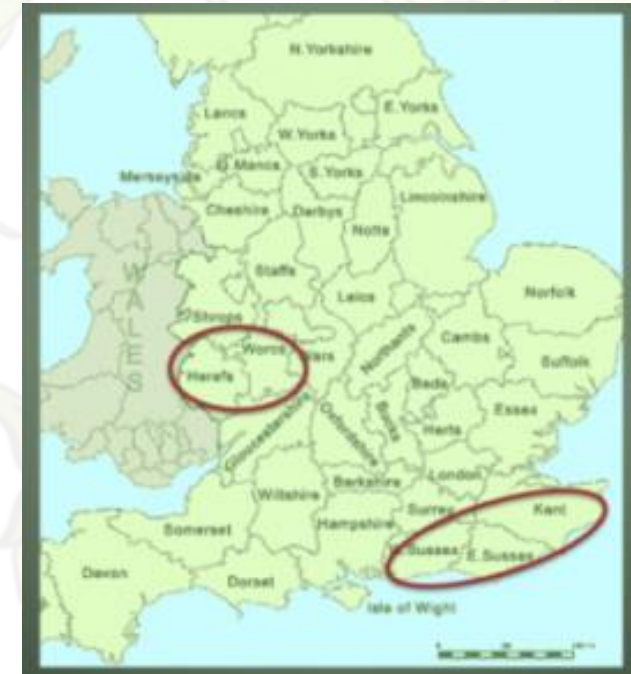 N.Yorkshire
Lancs
E.Yorks
W.Yorks
G.Mancs
S.Yorks
Merseyside
Cheshire
Derbys
Lincolnshire
Notts
WALES
Staffs
Shrops
Leics
Norfolk
Worcs
Northants
Cambs
Herefs
Suffolk
Beds
Gloucestershire
Oxfordshire
Bucks
Herts
Essex
Wiltshire
Berkshire
London
Hampshire
Surrey
Kent
Somerset
Sussex
E.Sussex
Devon
Dorset
Isle of Wight